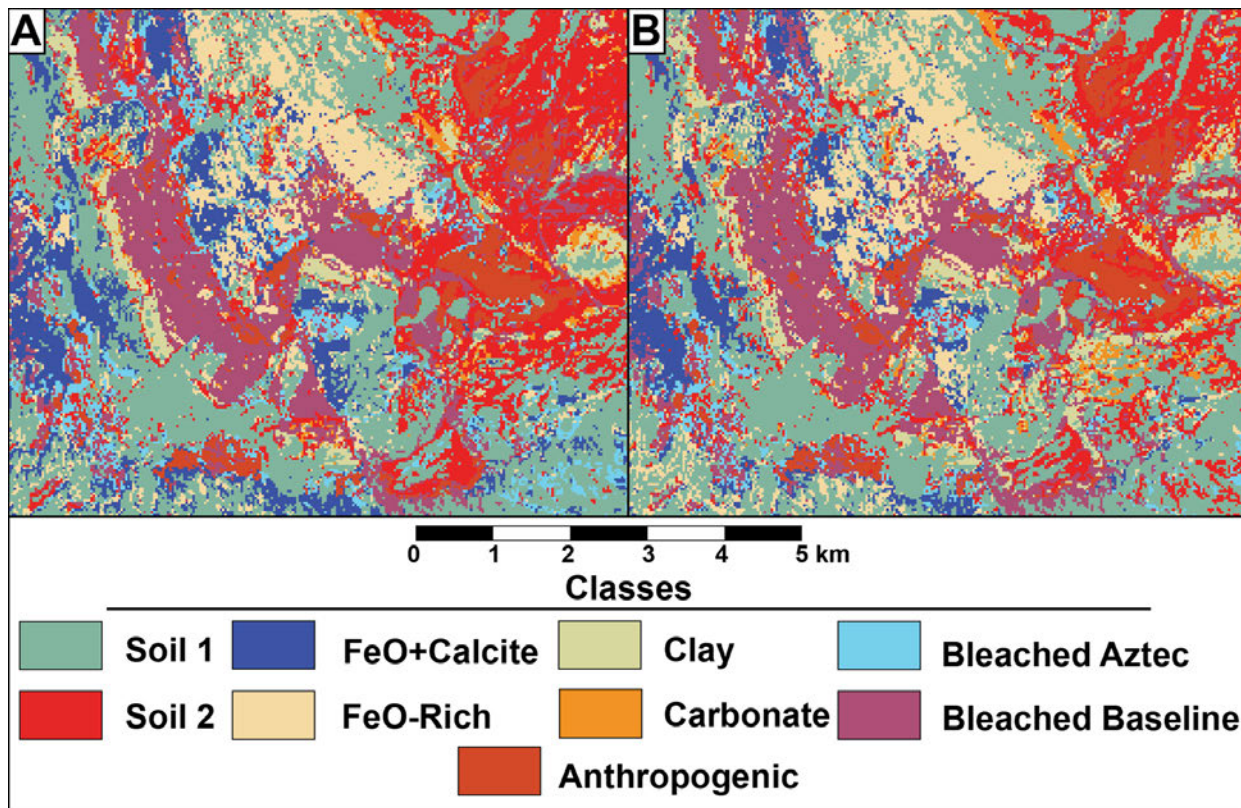 A B
0 1 2 3 4 5 km
Classes
Soil 1 FeO+Calcite Clay Bleached Aztec
Soil 2 FeO-Rich Carbonate Bleached Baseline
Anthropogenic